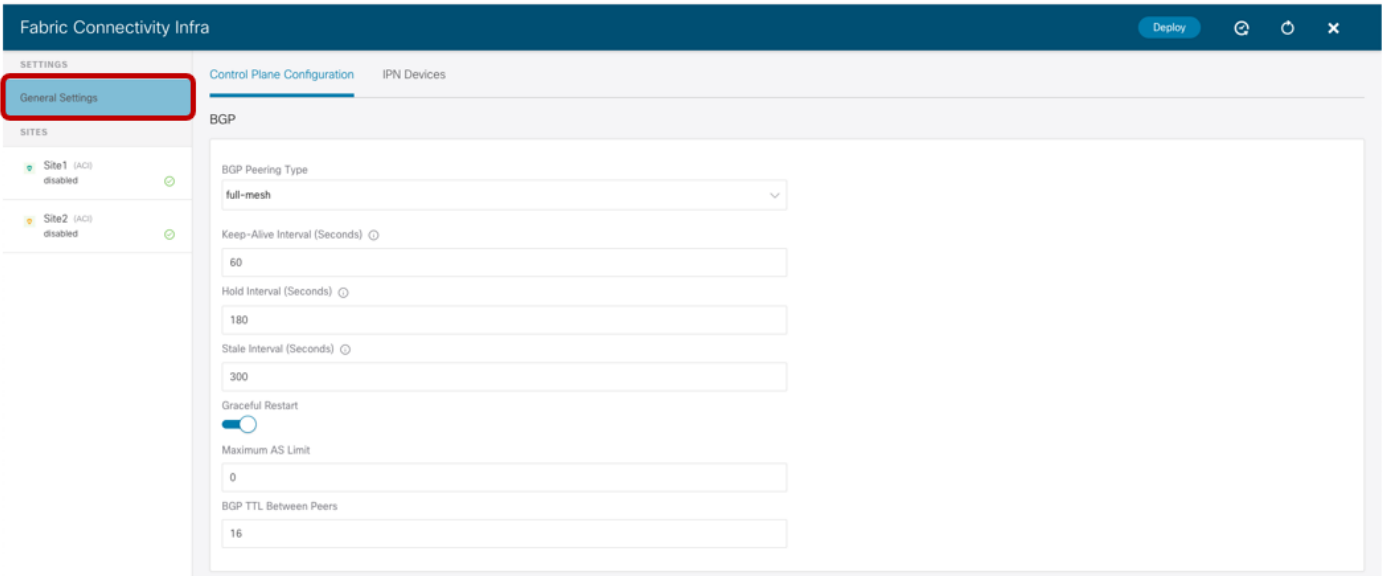 Fabric Connectivity Infra
Deploy
SETTINGS
General Settings
SITES
Site1 (ACI)
disabled
Site2 (ACI)
disabled
Control Plane Configuration IPN Devices
BGP
BGP Peering Type
full-mesh
Keep-Alive Interval (Seconds)
60
Hold Interval (Seconds)
180
Stale Interval (Seconds)
300
Graceful Restart
Maximum AS Limit
0
BGP TTL Between Peers
16